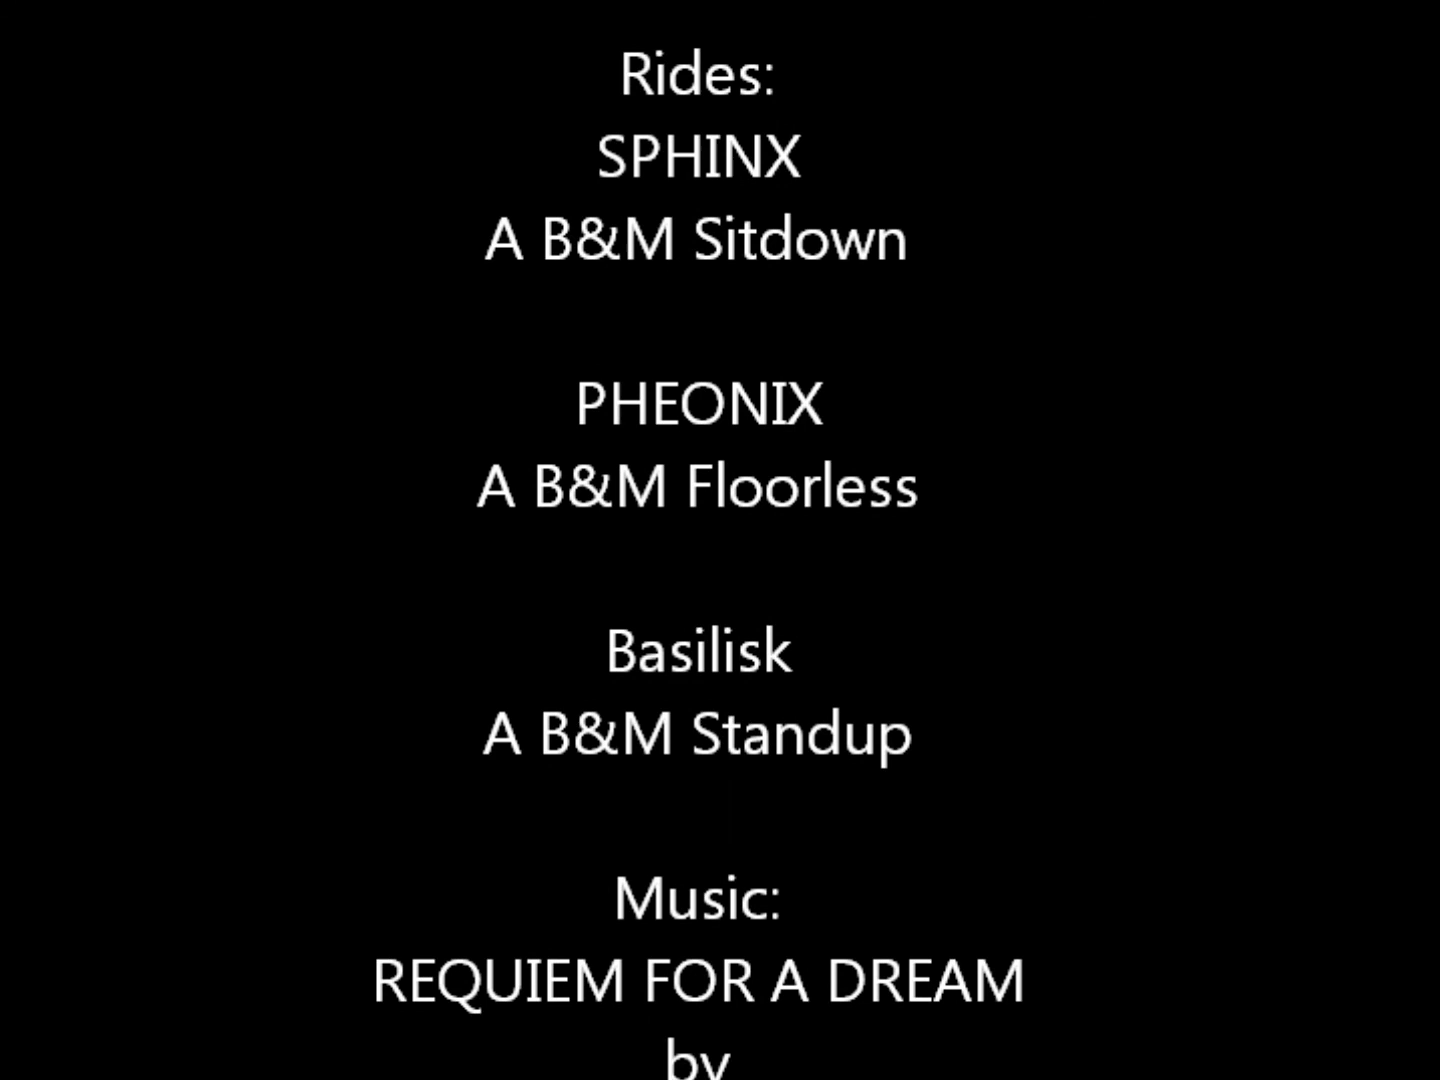 Rides:
SPHINX
A B&M Sitdown
PHEONIX
A B&M Floorless
Basilisk
A B&M Standup
Music:
REQUIEM FOR A DREAM
by